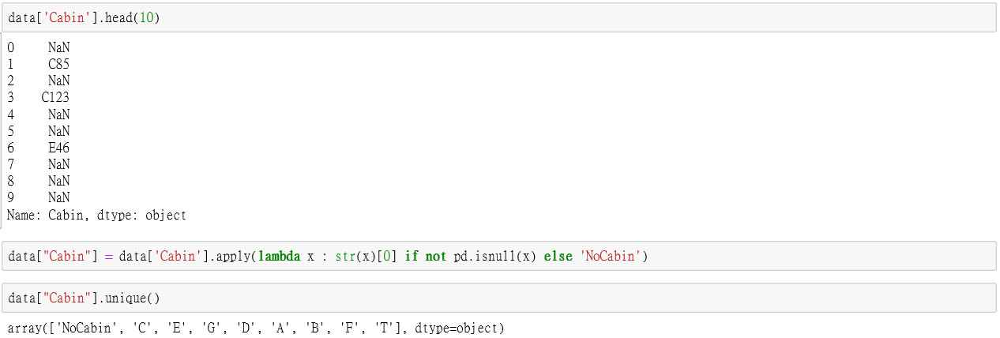 data['Cabin'].head(10)
0 NaN
1 C85
2 NaN
3 C123
4 NaN
5 NaN
6 E46
7 NaN
8 NaN
9 NaN
Name: Cabin, dtype: object
data["Cabin"] = data['Cabin'].apply(lambda x : str(x)[0] if not pd.isnull(x) else 'NoCabin')
data["Cabin"].unique()
array(['NoCabin', 'C', 'E', 'G', 'D', 'A', 'B', 'F', 'T'], dtype=object)